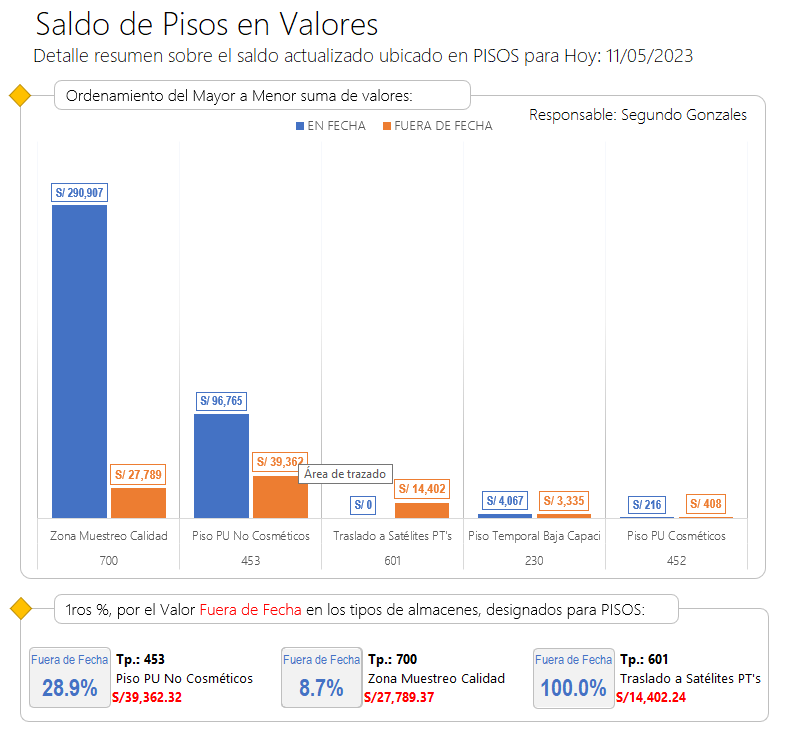 Saldo de Pisos en Valores
Detalle resumen sobre el saldo actualizado ubicado en PISOS para Hoy: 11/05/2023
Ordenamiento del Mayor a Menor suma de valores:
Responsable: Segundo Gonzales
EN FECHA FUERA DE FECHA
S/ 290,907
S/ 27,789
S/ 96,765
S/ 39,362
Área de trazado
S/ 0
S/ 14,402
S/ 4,067
S/ 3,335
S/ 216
S/ 408
Zona Muestreo Calidad
Piso PU No Cosméticos
Traslado a Satélites PT's
Piso Temporal Baja Capaci
Piso PU Cosméticos
700
453
601
230
452
1ros %, por el Valor Fuera de Fecha en los tipos de almacenes, designados para PISOS:
Fuera de Fecha
28.9%
Tp.: 453
Piso PU No Cosméticos
S/39,362.32
Fuera de Fecha
8.7%
Tp.: 700
Zona Muestreo Calidad
S/27,789.37
Fuera de Fecha
100.0%
Tp.: 601
Traslado a Satélites PT's
S/14,402.24